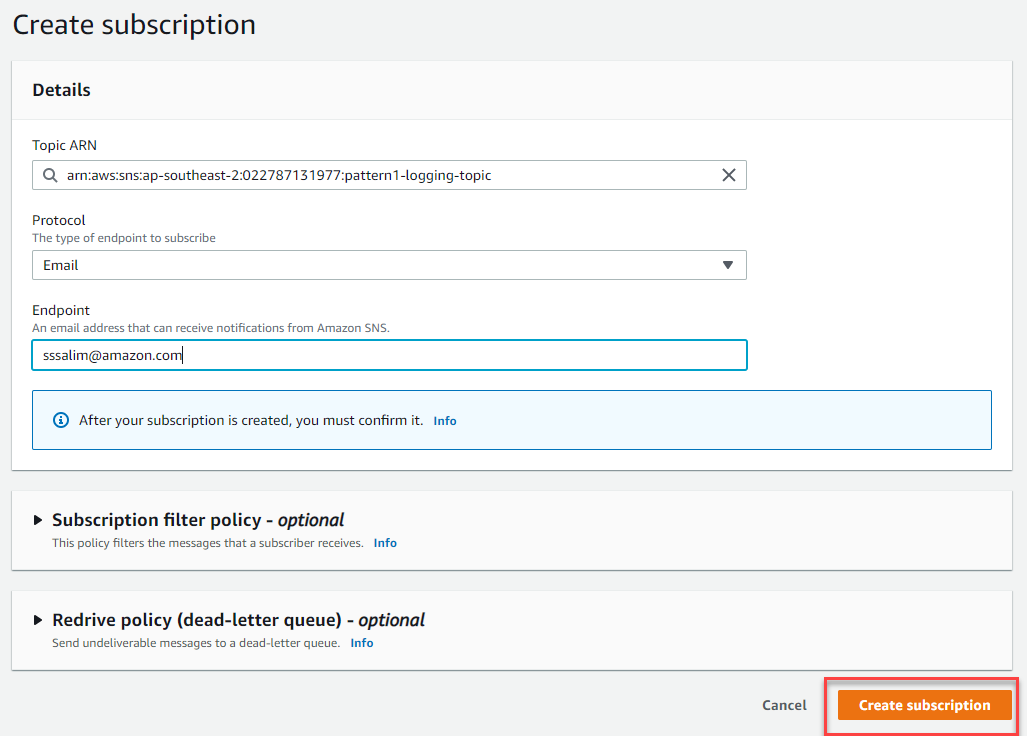 Create subscription
Details
Topic ARN
arn:aws:sns:ap-southeast-2:022787131977:pattern1-logging-topic
Protocol
The type of endpoint to subscribe
Email
Endpoint
An email address that can receive notifications from Amazon SNS.
sssalim@amazon.com
After your subscription is created, you must confirm it. Info
Subscription filter policy - optional
This policy filters the messages that a subscriber receives. Info
Redrive policy (dead-letter queue) - optional
Send undeliverable messages to a dead-letter queue. Info
Cancel Create subscription